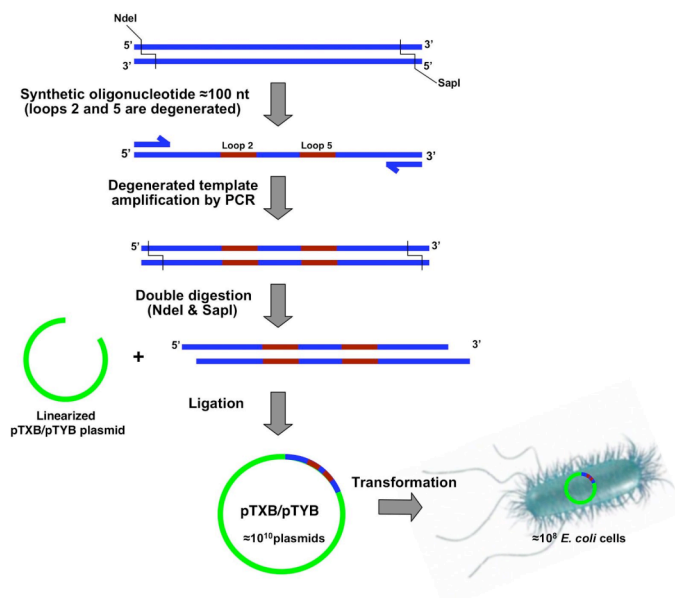 NdeI
5’
3’
3’
5’
SapI
Synthetic oligonucleotide ≈100 nt
(loops 2 and 5 are degenerated)
Loop 2
Loop 5
5’
3’
Degenerated template
amplification by PCR
5’
3’
Double digestion
(NdeI & SapI)
5’
3’
+
Linearized
pTXB/pTYB plasmid
Ligation
Transformation
pTXB/pTYB
≈10¹⁰plasmids
≈10⁸ E. coli cells